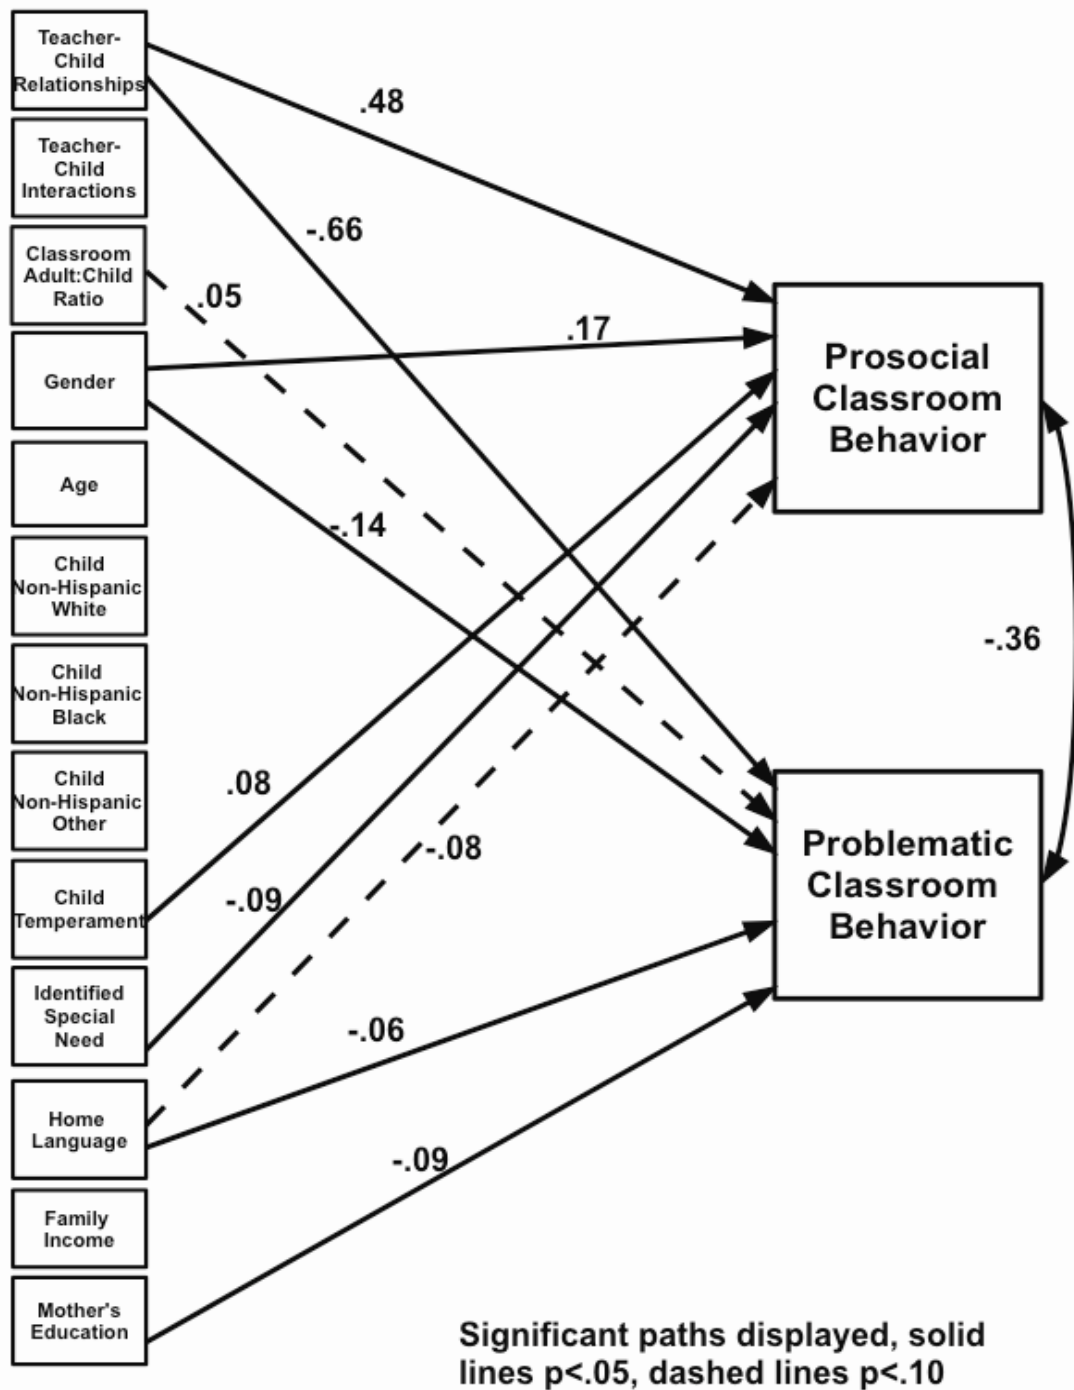 Teacher-
Child
Relationships
.48
Teacher-
Child
Interactions
-.66
Classroom
Adult:Child
Ratio
.05
.17
Gender
Prosocial
Classroom
Behavior
Age
-.14
Child
Non-Hispanic
White
-.36
Child
Non-Hispanic
Black
Child
Non-Hispanic
Other
.08
-.08
Problematic
Classroom
Behavior
Child
Temperament
-.09
Identified
Special
Need
-.06
Home
Language
-.09
Family
Income
Mother's
Education
Significant paths displayed, solid
lines p<.05, dashed lines p<.10